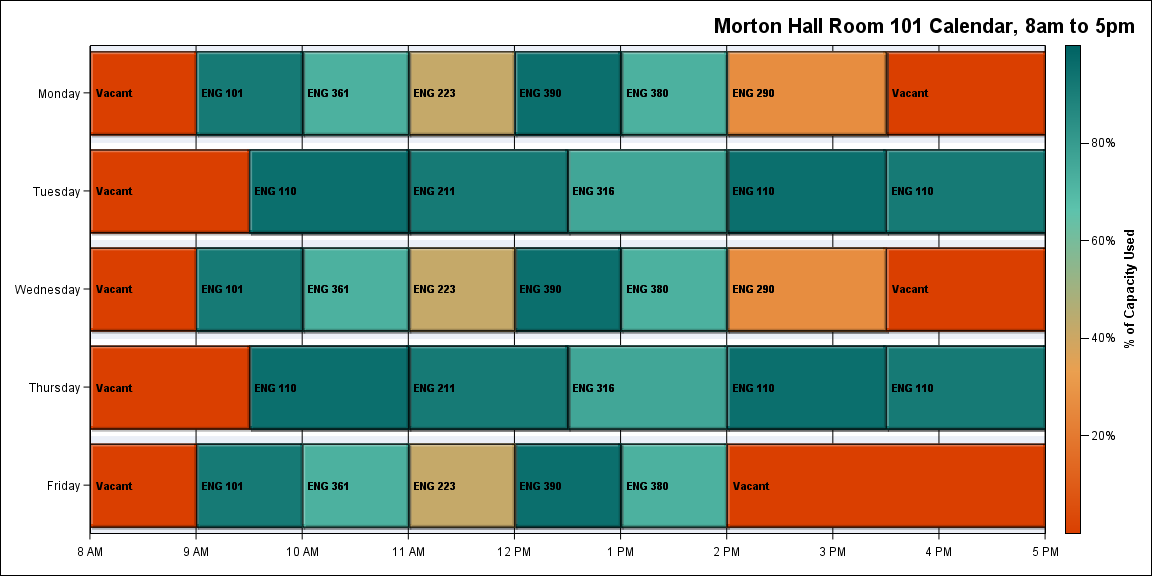 Morton Hall Room 101 Calendar, 8am to 5pm
Monday
Vacant
ENG 101
ENG 361
ENG 223
ENG 390
ENG 380
ENG 290
Vacant
Tuesday
Vacant
ENG 110
ENG 211
ENG 316
ENG 110
ENG 110
Wednesday
Vacant
ENG 101
ENG 361
ENG 223
ENG 390
ENG 380
ENG 290
Vacant
Thursday
Vacant
ENG 110
ENG 211
ENG 316
ENG 110
ENG 110
Friday
Vacant
ENG 101
ENG 361
ENG 223
ENG 390
ENG 380
Vacant
8 AM
9 AM
10 AM
11 AM
12 PM
1 PM
2 PM
3 PM
4 PM
5 PM
80%
60%
40%
20%
% of Capacity Used